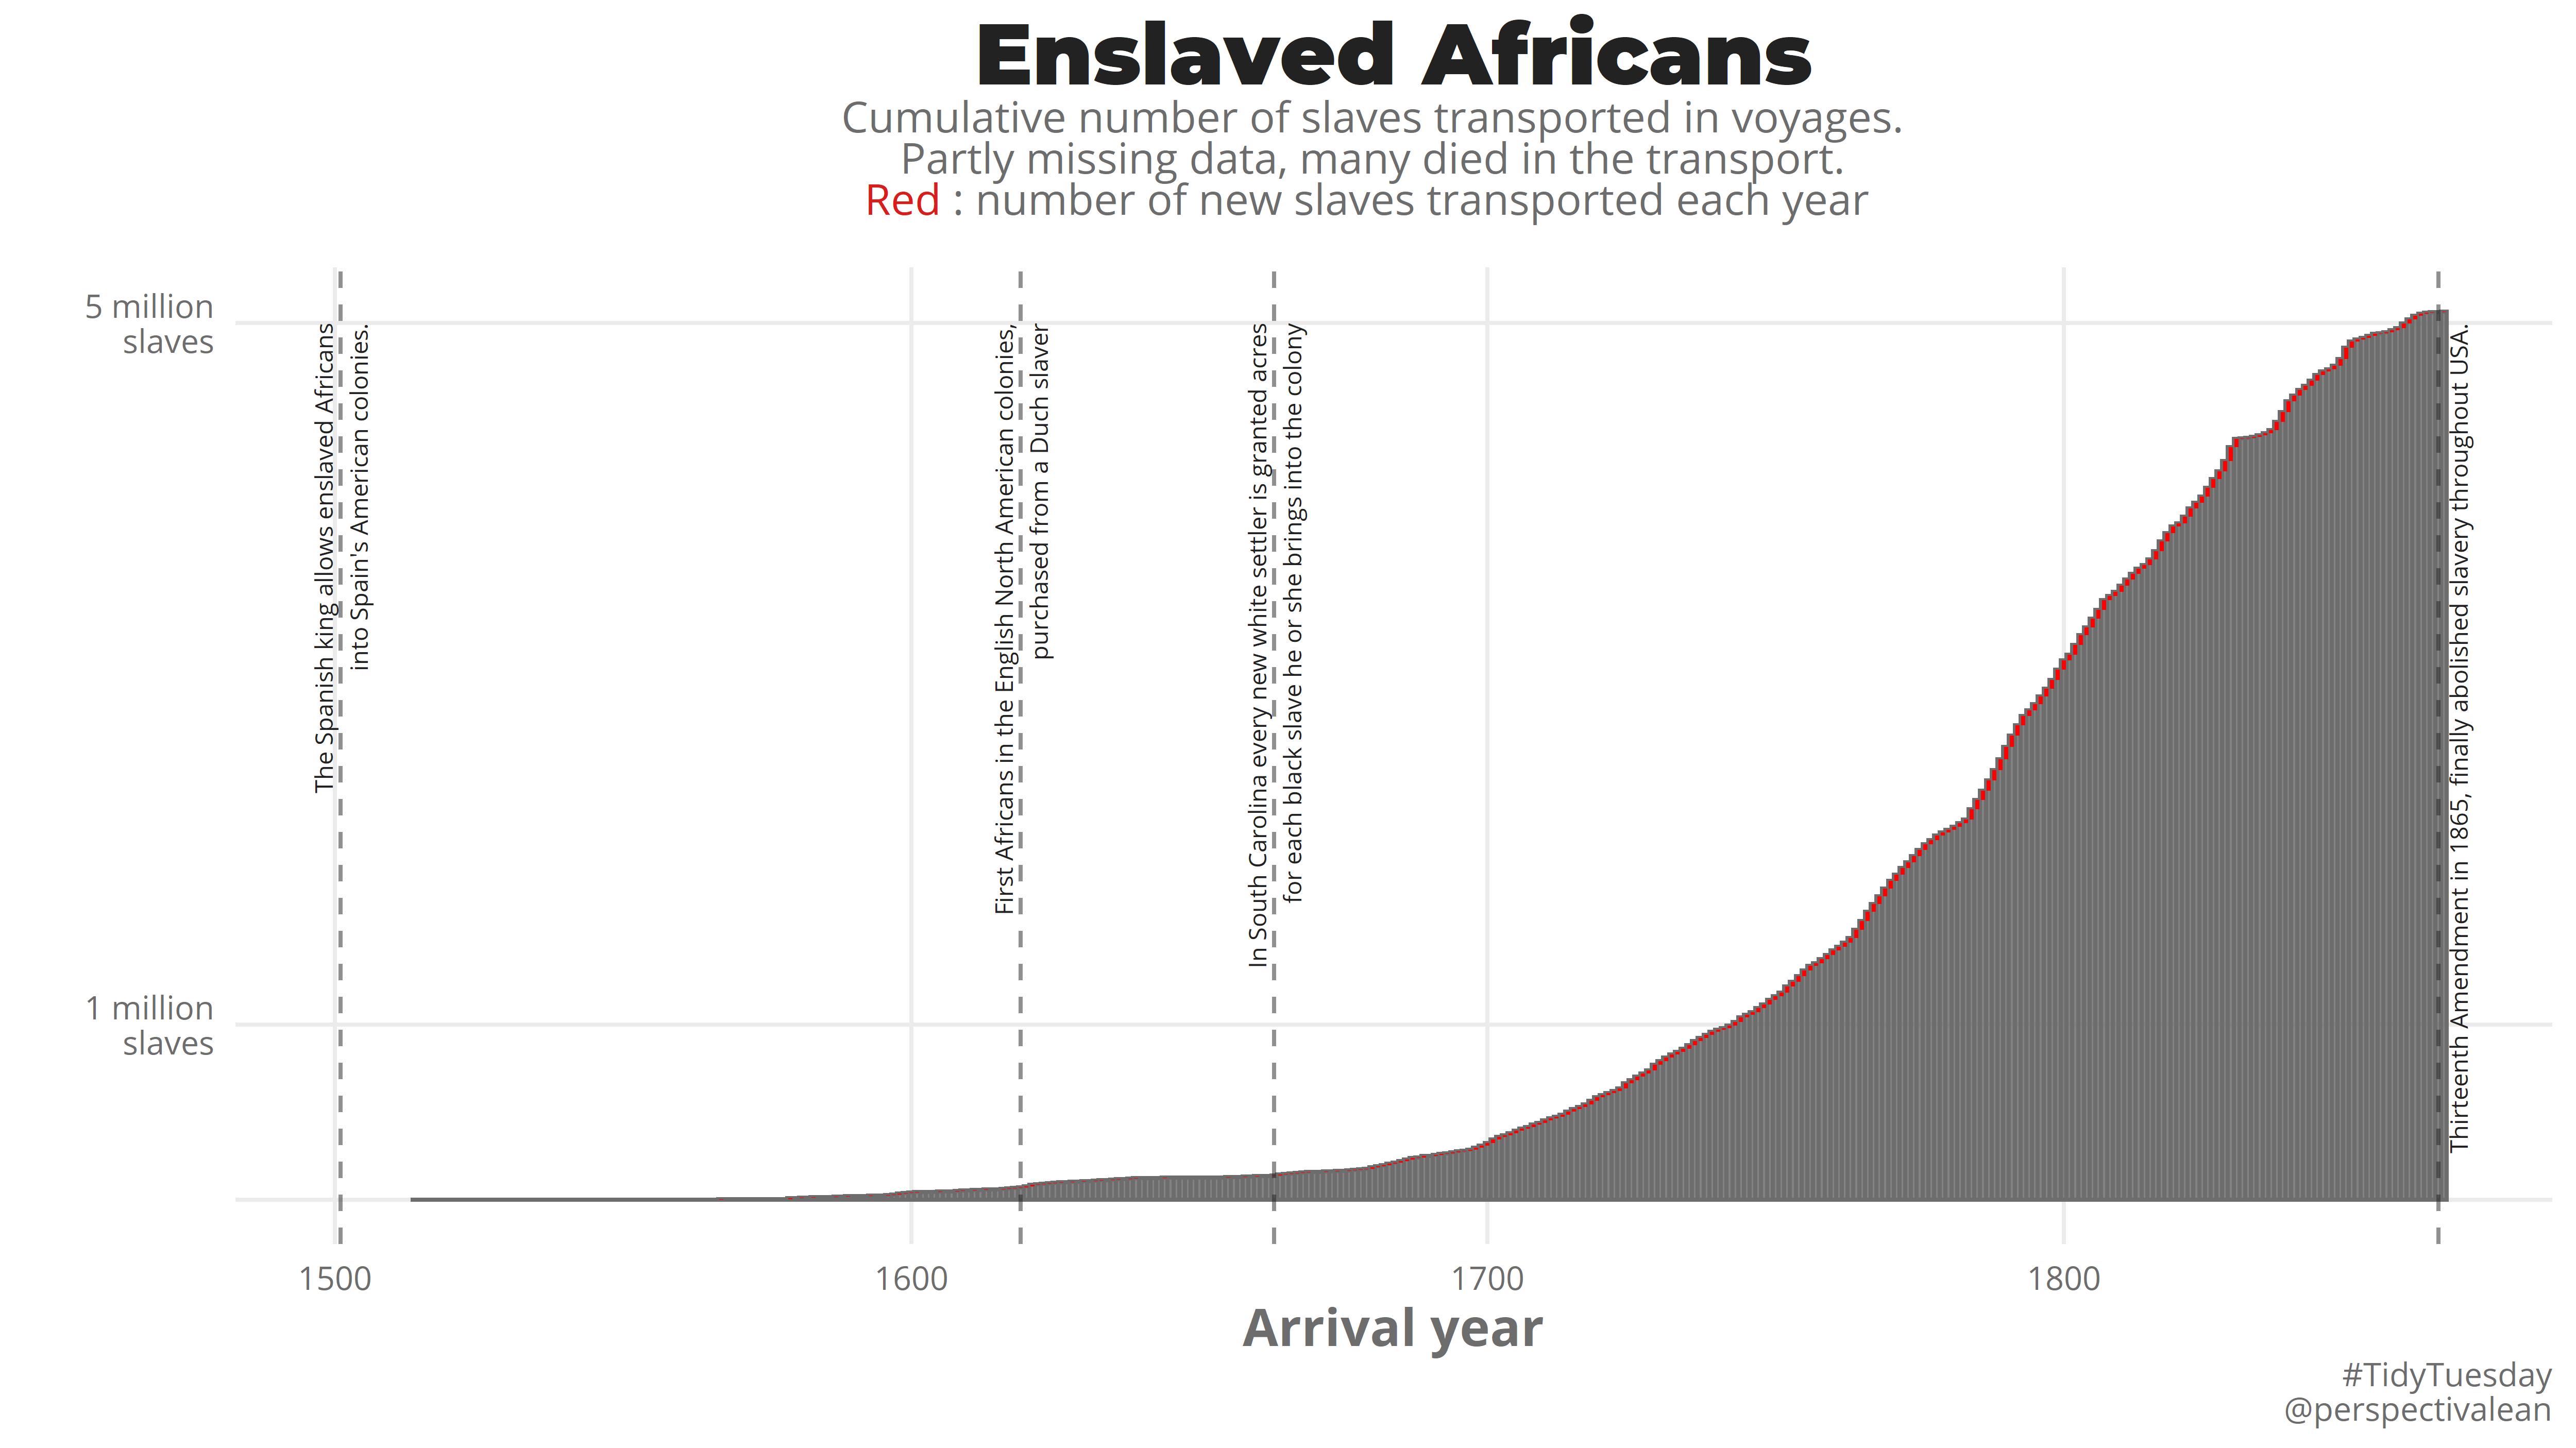 Enslaved Africans
Cumulative number of slaves transported in voyages.
Partly missing data, many died in the transport.
Red : number of new slaves transported each year
5 million
slaves
1 million
slaves
The Spanish king allows enslaved Africans
into Spain's American colonies.
First Africans in the English North American colonies,
purchased from a Duch slaver
In South Carolina every new white settler is granted acres
for each black slave he or she brings into the colony
Thirteenth Amendment in 1865, finally abolished slavery throughout USA.
1500
1600
1700
1800
Arrival year
#TidyTuesday
@perspectivalean